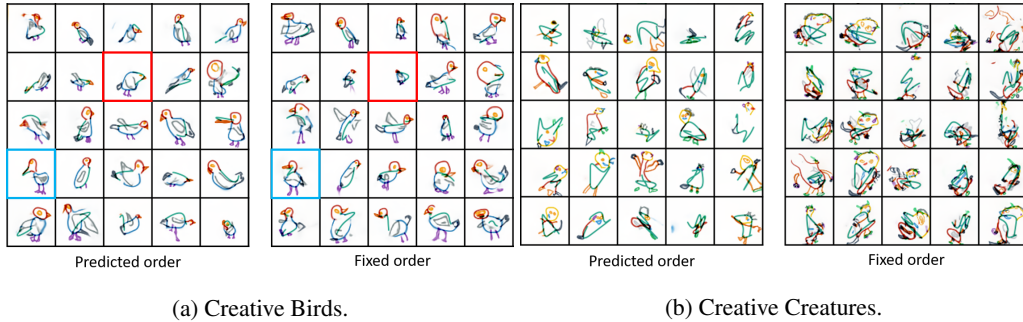 Predicted order
Fixed order
Predicted order
Fixed order
(a) Creative Birds.
(b) Creative Creatures.